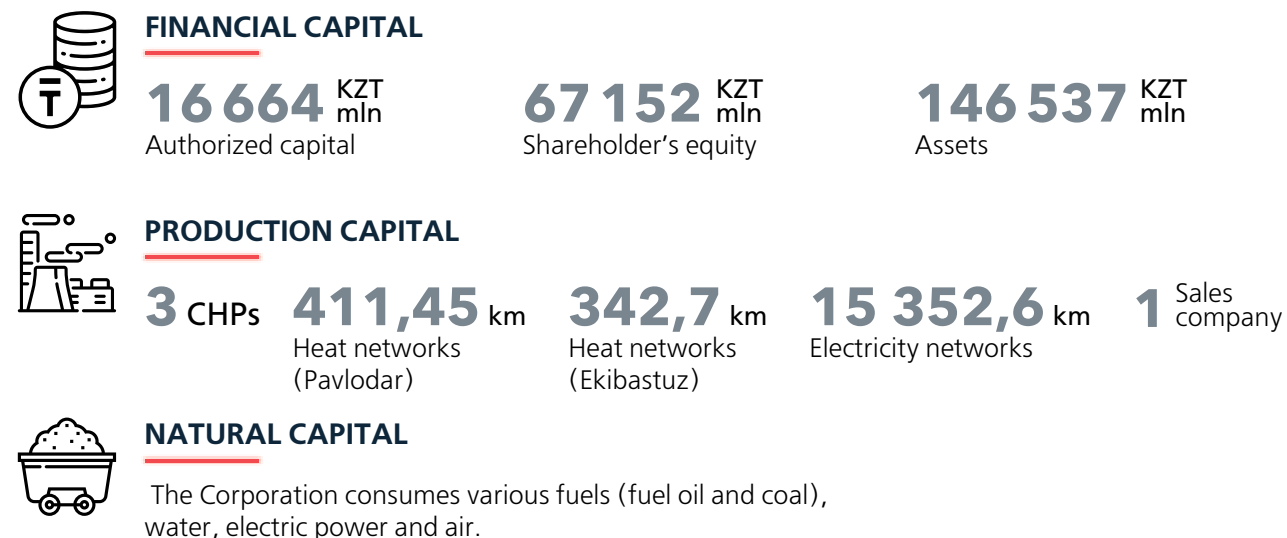 FINANCIAL CAPITAL
16 664 KZT mln
Authorized capital
67 152 KZT mln
Shareholder’s equity
146 537 KZT mln
Assets
PRODUCTION CAPITAL
3 CHPs
411,45 km
Heat networks
(Pavlodar)
342,7 km
Heat networks
(Ekibastuz)
15 352,6 km
Electricity networks
1 Sales company
NATURAL CAPITAL
The Corporation consumes various fuels (fuel oil and coal),
water, electric power and air.